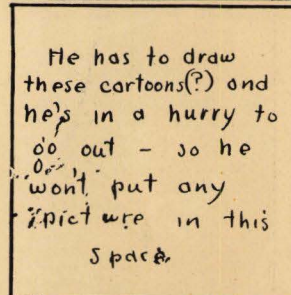 He has to draw
these cartoons(?) and
he's in a hurry to
go out - so he
won't put any
picture in this
space.